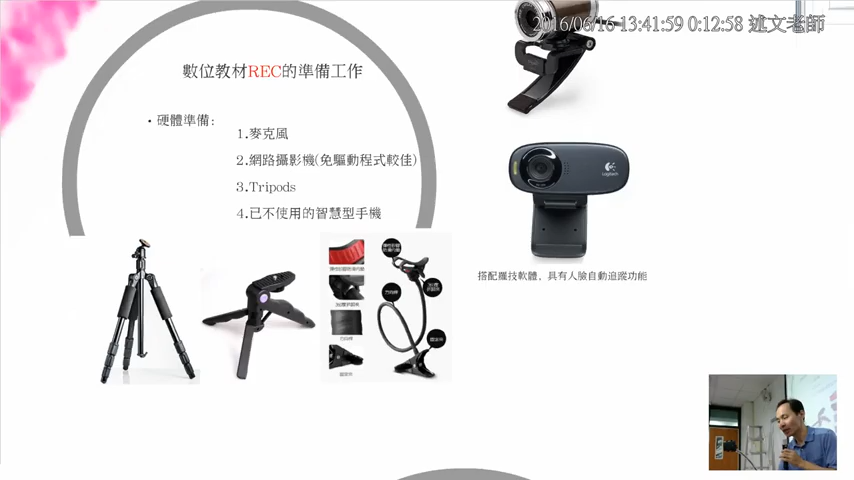 2016/06/16 13:41:59 0:12:58 述文老師
數位教材REC的準備工作
・硬體準備:
1.麥克風
2.網路攝影機(免驅動程式較佳)
3.Tripods
4.已不使用的智慧型手機
Logitech
搭配羅技軟體，具有人臉自動追蹤功能